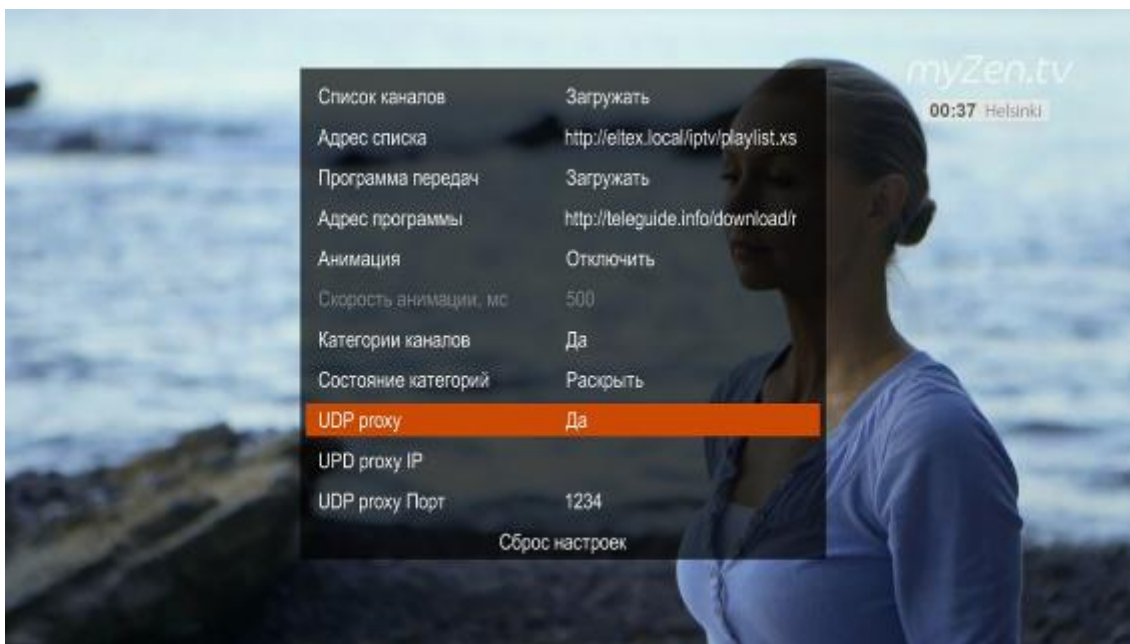 myZen.tv
00:37 Helsinki
Список каналов Загружать
Адрес списка http://eltex.local/iptv/playlist.xs
Программа передач Загружать
Адрес программы http://teleguide.info/download/r
Анимация Отключить
Скорость анимации, мс 500
Категории каналов Да
Состояние категорий Раскрыть
UDP proxy Да
UPD proxy IP
UDP proxy Порт 1234
Сброс настроек